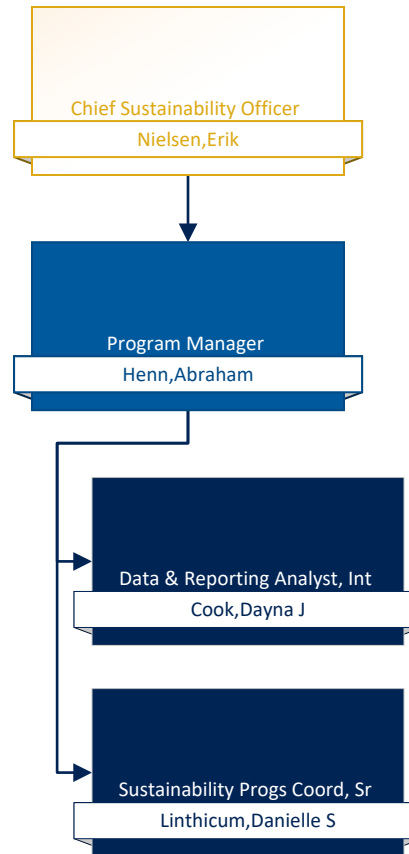 Chief Sustainability Officer
Nielsen,Erik
Program Manager
Henn,Abraham
Data & Reporting Analyst, Int
Cook,Dayna J
Sustainability Progs Coord, Sr
Linthicum,Danielle S